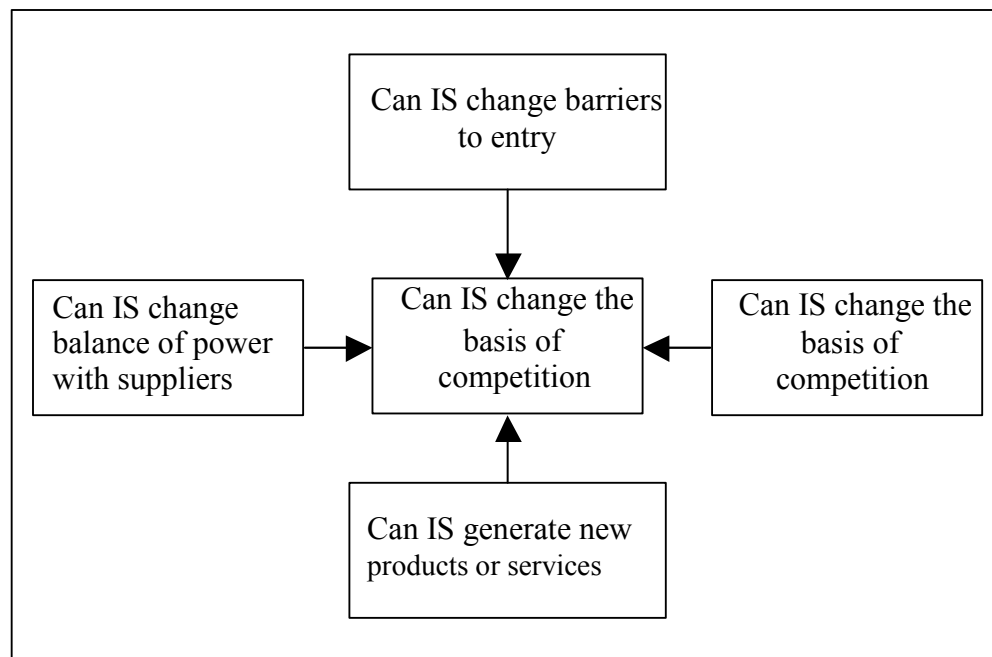 Can IS change barriers
to entry
Can IS change
balance of power
with suppliers
Can IS change the
basis of
competition
Can IS change the
basis of
competition
Can IS generate new
products or services